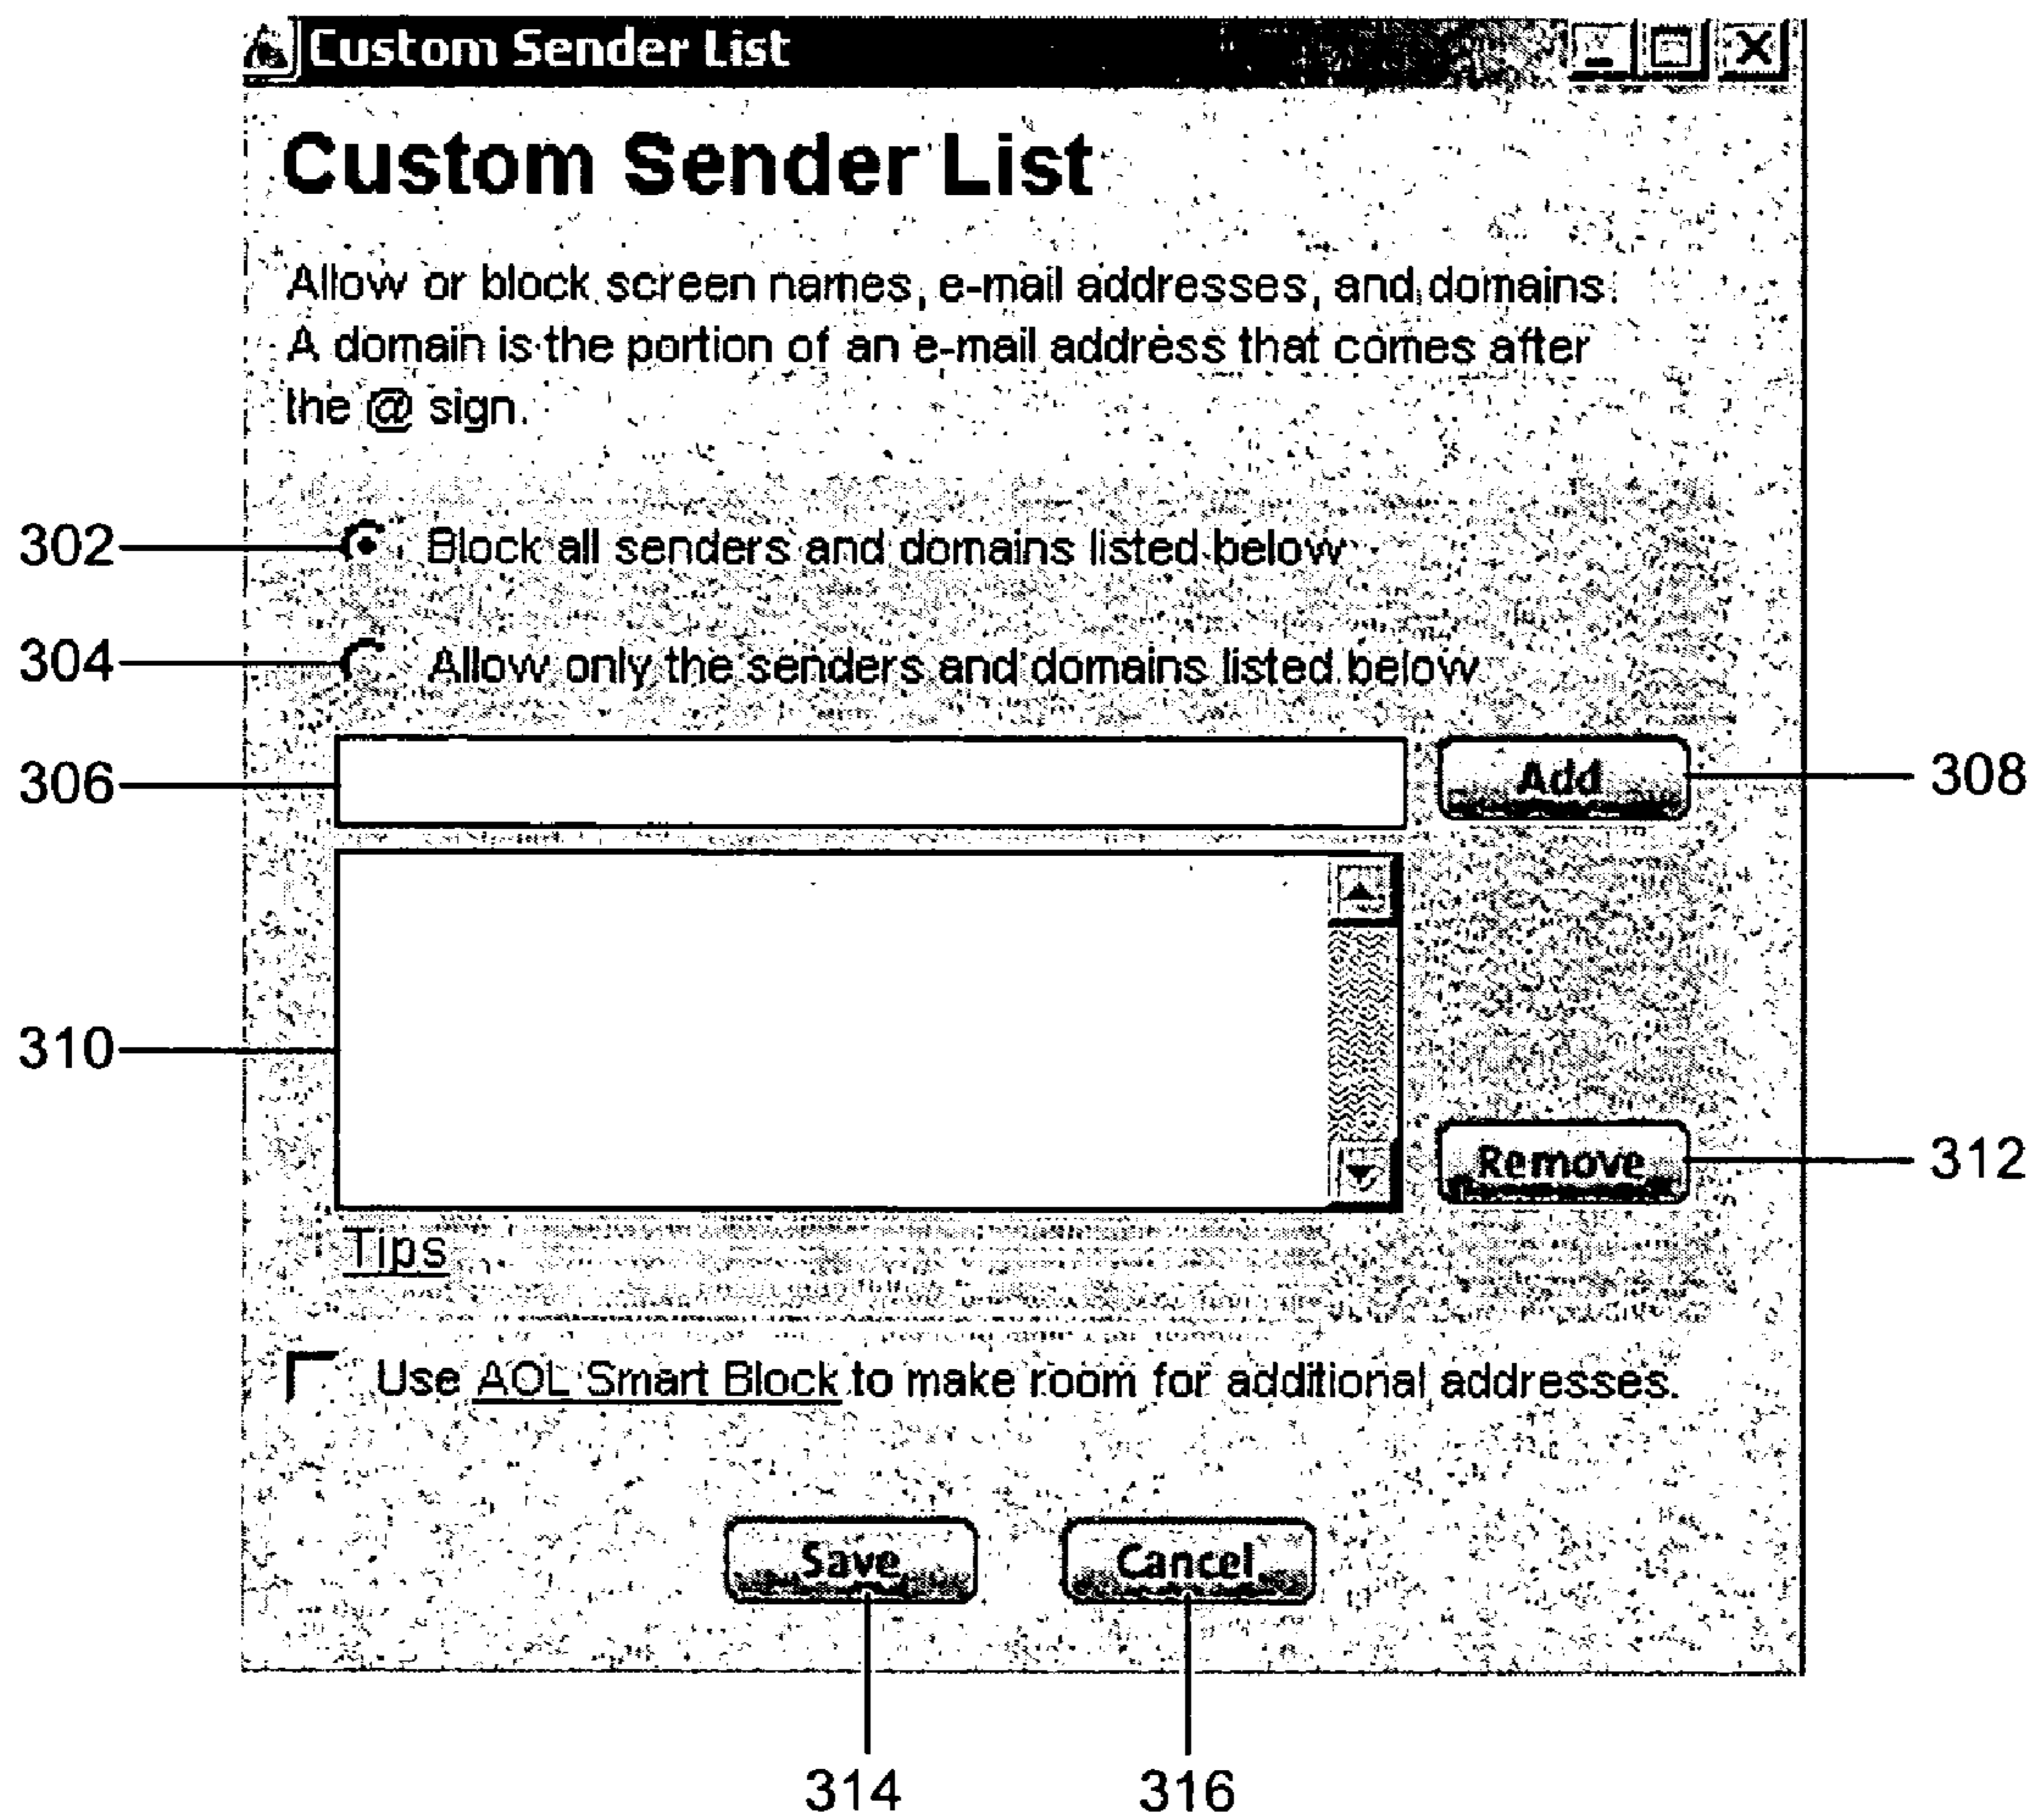 Custom Sender List
Custom Sender List
Allow or block screen names, e-mail addresses, and domains.
A domain is the portion of an e-mail address that comes after
the @ sign.
302
Block all senders and domains listed below
304
Allow only the senders and domains listed below
306
Add
308
310
Remove
312
Tips
Use AOL Smart Block to make room for additional addresses.
Save
Cancel
314
316